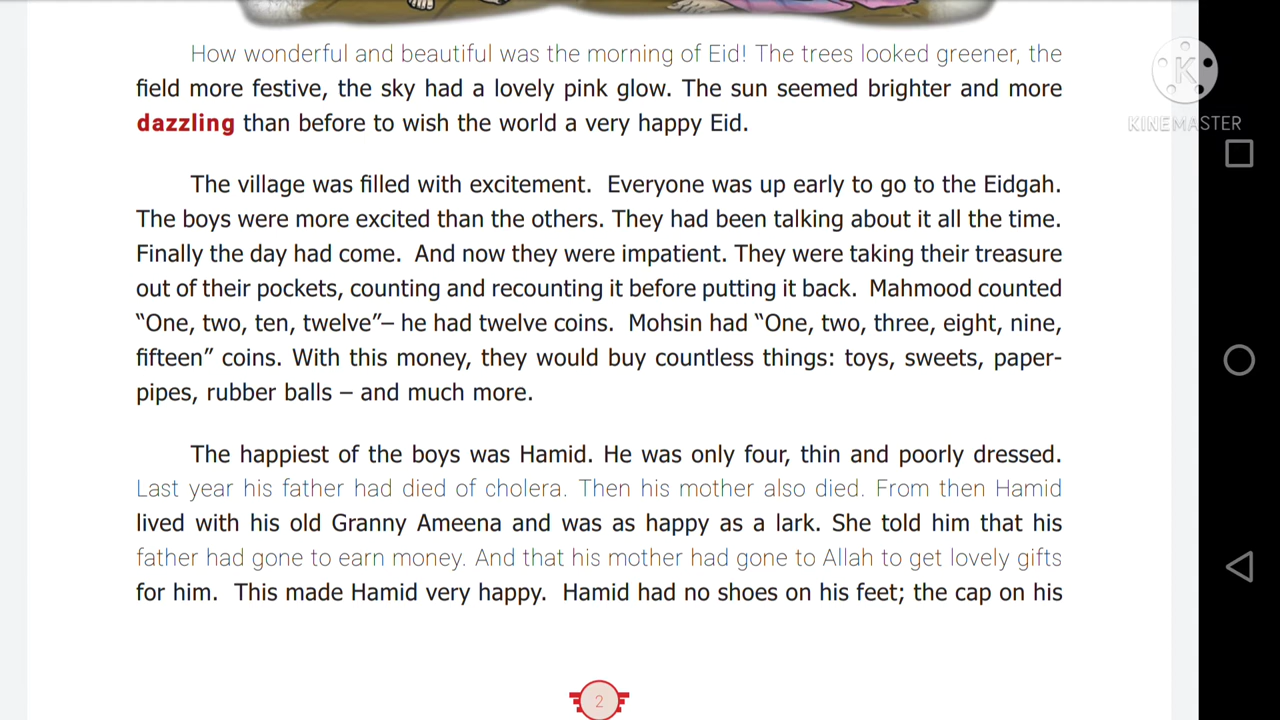 How wonderful and beautiful was the morning of Eid! The trees looked greener, the
field more festive, the sky had a lovely pink glow. The sun seemed brighter and more
dazzling than before to wish the world a very happy Eid.
The village was filled with excitement. Everyone was up early to go to the Eidgah.
The boys were more excited than the others. They had been talking about it all the time.
Finally the day had come. And now they were impatient. They were taking their treasure
out of their pockets, counting and recounting it before putting it back. Mahmood counted
“One, two, ten, twelve”– he had twelve coins. Mohsin had “One, two, three, eight, nine,
fifteen” coins. With this money, they would buy countless things: toys, sweets, paper-
pipes, rubber balls – and much more.
The happiest of the boys was Hamid. He was only four, thin and poorly dressed.
Last year his father had died of cholera. Then his mother also died. From then Hamid
lived with his old Granny Ameena and was as happy as a lark. She told him that his
father had gone to earn money. And that his mother had gone to Allah to get lovely gifts
for him. This made Hamid very happy. Hamid had no shoes on his feet; the cap on his
2
K
KINEMASTER